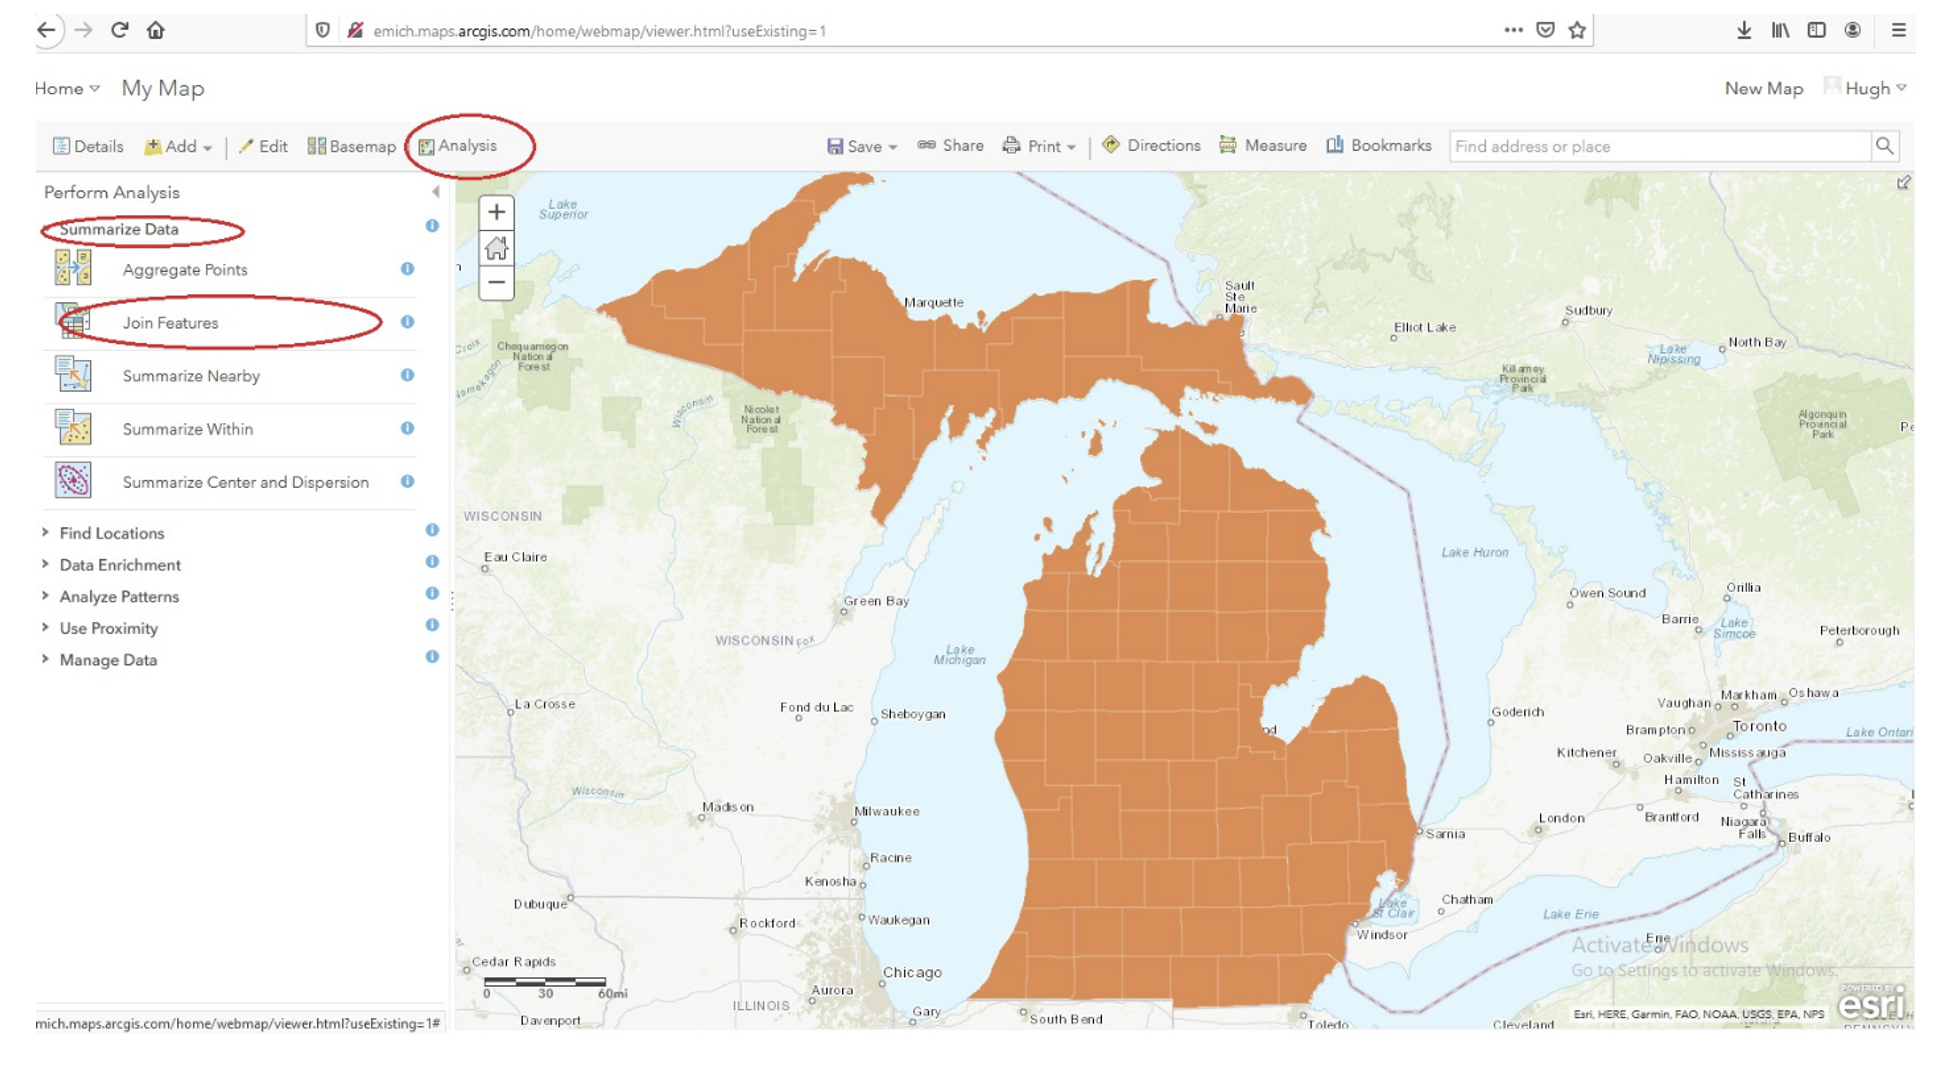 emich.maps.arcgis.com/home/webmap/viewer.html?useExisting=1
Home My Map
New Map Hugh
Details Add Edit Basemap Analysis
Save Share Print Directions Measure Bookmarks Find address or place
Perform Analysis
Summarize Data
Aggregate Points
Join Features
Summarize Nearby
Summarize Within
Summarize Center and Dispersion
Find Locations
Data Enrichment
Analyze Patterns
Use Proximity
Manage Data
mich.maps.arcgis.com/home/webmap/viewer.html?useExisting=1#
Lake
Superior
Marquette
Sault
Ste
Marie
Elliot Lake
Sudbury
North Bay
Lake
Nipissing
Killarney
Provincial
Park
Algonquin
Provincial
Park
Chequamegon
National
Forest
Namekagon
Wisconsin
Nicolet
National
Forest
WISCONSIN
Eau Claire
Green Bay
WISCONSIN
Fox
Lake
Michigan
Lake Huron
Owen Sound
Orillia
Barrie
Lake
Simcoe
Peterborough
La Crosse
Fond du Lac
Sheboygan
Goderich
Vaughan
Markham
Oshawa
Brampton
Toronto
Lake Ontari
Kitchener
Oakville
Mississauga
Hamilton
St
Catharines
Wisconsin
Madison
Milwaukee
Sarnia
London
Brantford
Niagara
Falls
Buffalo
Racine
Kenosha
Dubuque
Rockford
Waukegan
Lake
St Clair
Chatham
Lake Erie
Windsor
Erie
Activate Windows
Go to Settings to activate Windows.
Cedar Rapids
Chicago
0 30 60mi
Aurora
ILLINOIS
Gary
Davenport
South Bend
Toledo
Cleveland
Esri, HERE, Garmin, FAO, NOAA, USGS, EPA, NPS
POWERED BY
esri